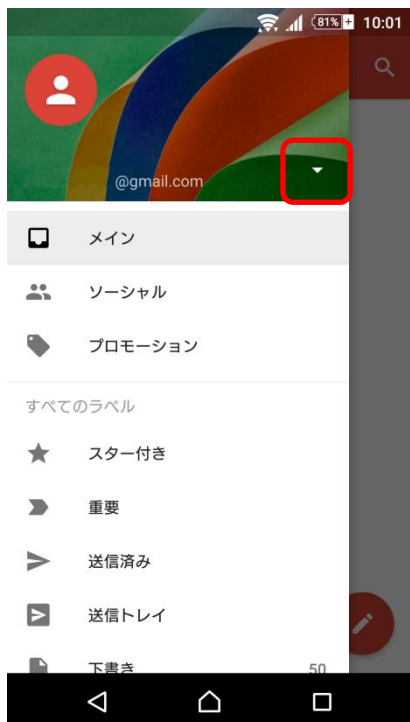 81% 10:01
@gmail.com
メイン
ソーシャル
プロモーション
すべてのラベル
スター付き
重要
送信済み
送信トレイ
下書き 50